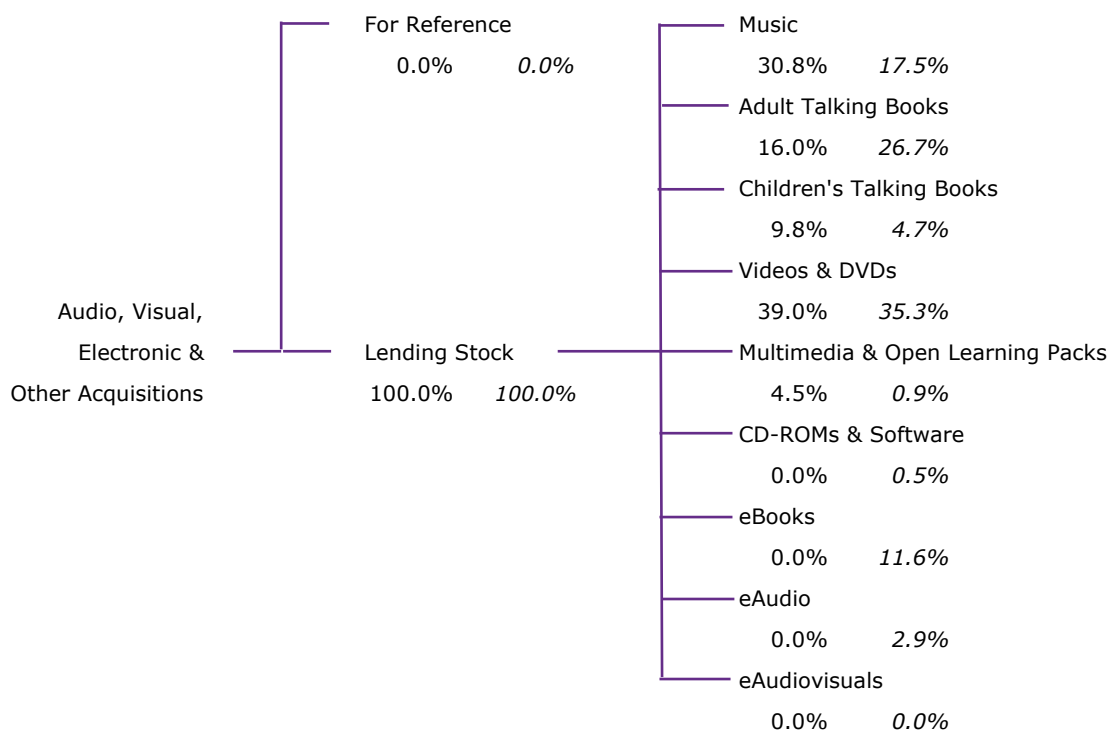 For Reference
0.0% 0.0%
Audio, Visual,
Electronic &
Other Acquisitions
Lending Stock
100.0% 100.0%
Music
30.8% 17.5%
Adult Talking Books
16.0% 26.7%
Children's Talking Books
9.8% 4.7%
Videos & DVDs
39.0% 35.3%
Multimedia & Open Learning Packs
4.5% 0.9%
CD-ROMs & Software
0.0% 0.5%
eBooks
0.0% 11.6%
eAudio
0.0% 2.9%
eAudiovisuals
0.0% 0.0%